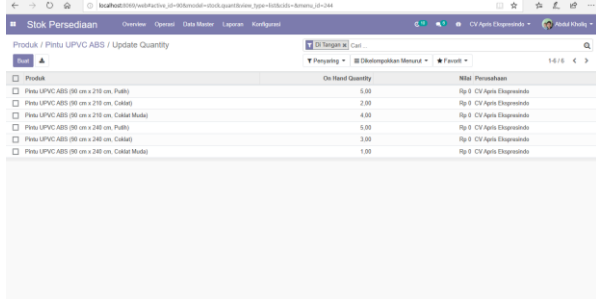 localhost:8069/web#active_id=90&model=stock.quant&view_type=list&cids=&menu_id=244
Stok Persediaan Overview Operasi Data Master Laporan Konfigurasi CV Apris Ekspresindo Abdul Kholiq
Produk / Pintu UPVC ABS / Update Quantity
Di Tangan x Cari...
Buat Penyaring Dikelompokkan Menurut Favorit 1-6 / 6
Produk On Hand Quantity Nilai Perusahaan
Pintu UPVC ABS (90 cm x 210 cm, Putih) 5,00 Rp 0 CV Apris Ekspresindo
Pintu UPVC ABS (90 cm x 210 cm, Coklat) 2,00 Rp 0 CV Apris Ekspresindo
Pintu UPVC ABS (90 cm x 210 cm, Coklat Muda) 4,00 Rp 0 CV Apris Ekspresindo
Pintu UPVC ABS (90 cm x 240 cm, Putih) 5,00 Rp 0 CV Apris Ekspresindo
Pintu UPVC ABS (90 cm x 240 cm, Coklat) 3,00 Rp 0 CV Apris Ekspresindo
Pintu UPVC ABS (90 cm x 240 cm, Coklat Muda) 1,00 Rp 0 CV Apris Ekspresindo